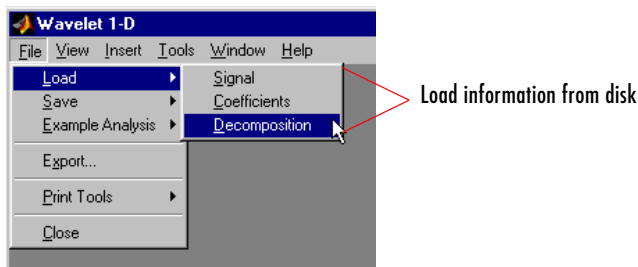 Wavelet 1-D
File View Insert Tools Window Help
Load
Save
Example Analysis
Export...
Print Tools
Close
Signal
Coefficients
Decomposition
Load information from disk